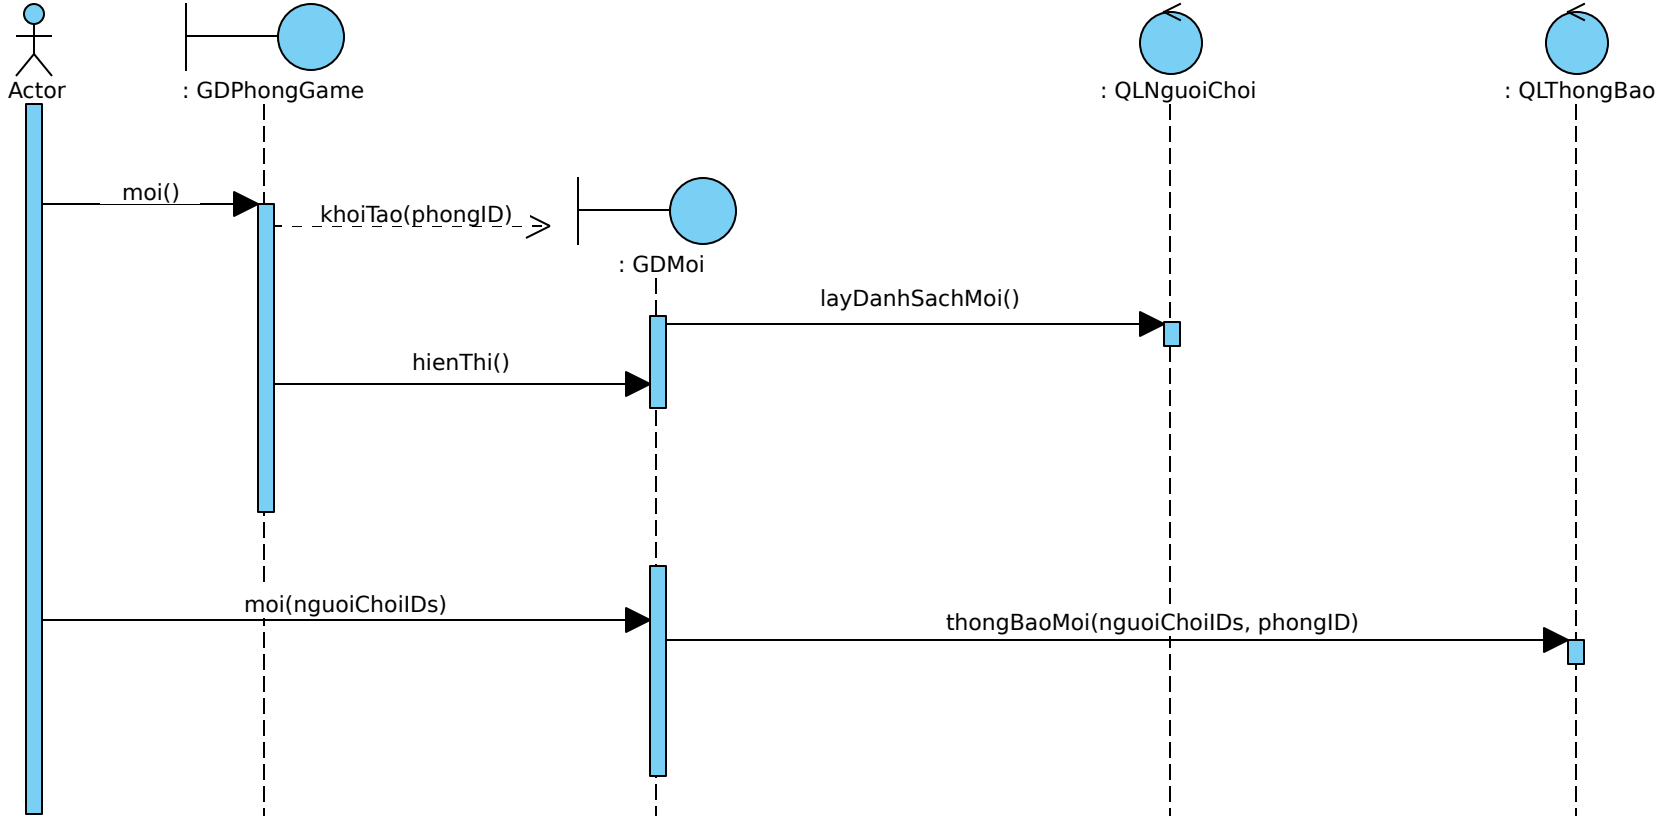 Actor
: GDPhongGame
: QLNguoiChoi
: QLThongBao
moi()
khoiTao(phongID)
: GDMoi
layDanhSachMoi()
hienThi()
moi(nguoiChoiIDs)
thongBaoMoi(nguoiChoiIDs, phongID)